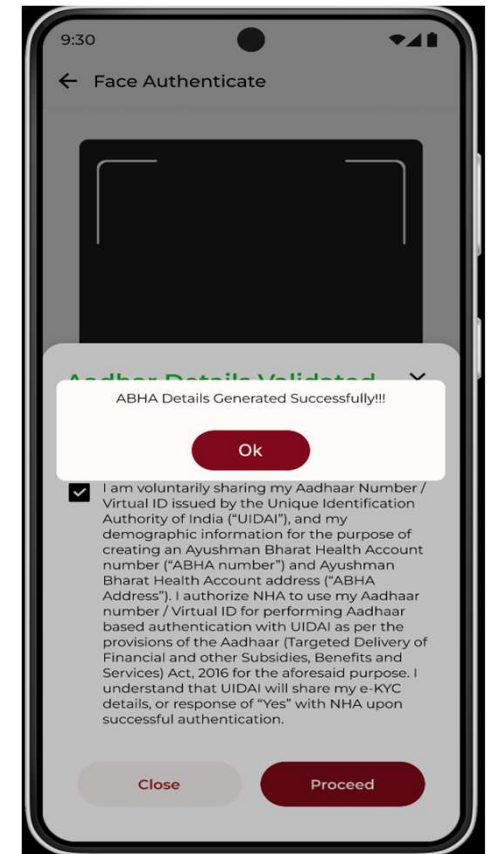 9:30
Face Authenticate
Aadhar Details Validated
ABHA Details Generated Successfully!!!
Ok
I am voluntarily sharing my Aadhaar Number /
Virtual ID issued by the Unique Identification
Authority of India (“UIDAI”), and my
demographic information for the purpose of
creating an Ayushman Bharat Health Account
number (“ABHA number”) and Ayushman
Bharat Health Account address (“ABHA
Address”). I authorize NHA to use my Aadhaar
number / Virtual ID for performing Aadhaar
based authentication with UIDAI as per the
provisions of the Aadhaar (Targeted Delivery of
Financial and other Subsidies, Benefits and
Services) Act, 2016 for the aforesaid purpose. I
understand that UIDAI will share my e-KYC
details, or response of “Yes” with NHA upon
successful authentication.
Close
Proceed